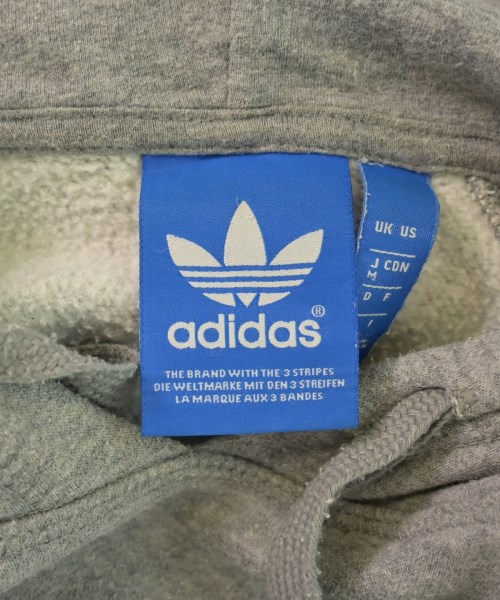 adidas®
THE BRAND WITH THE 3 STRIPES
DIE WELTMARKE MIT DEN 3 STREIFEN
LA MARQUE AUX 3 BANDES
UK US
J CDN
M
D F
I